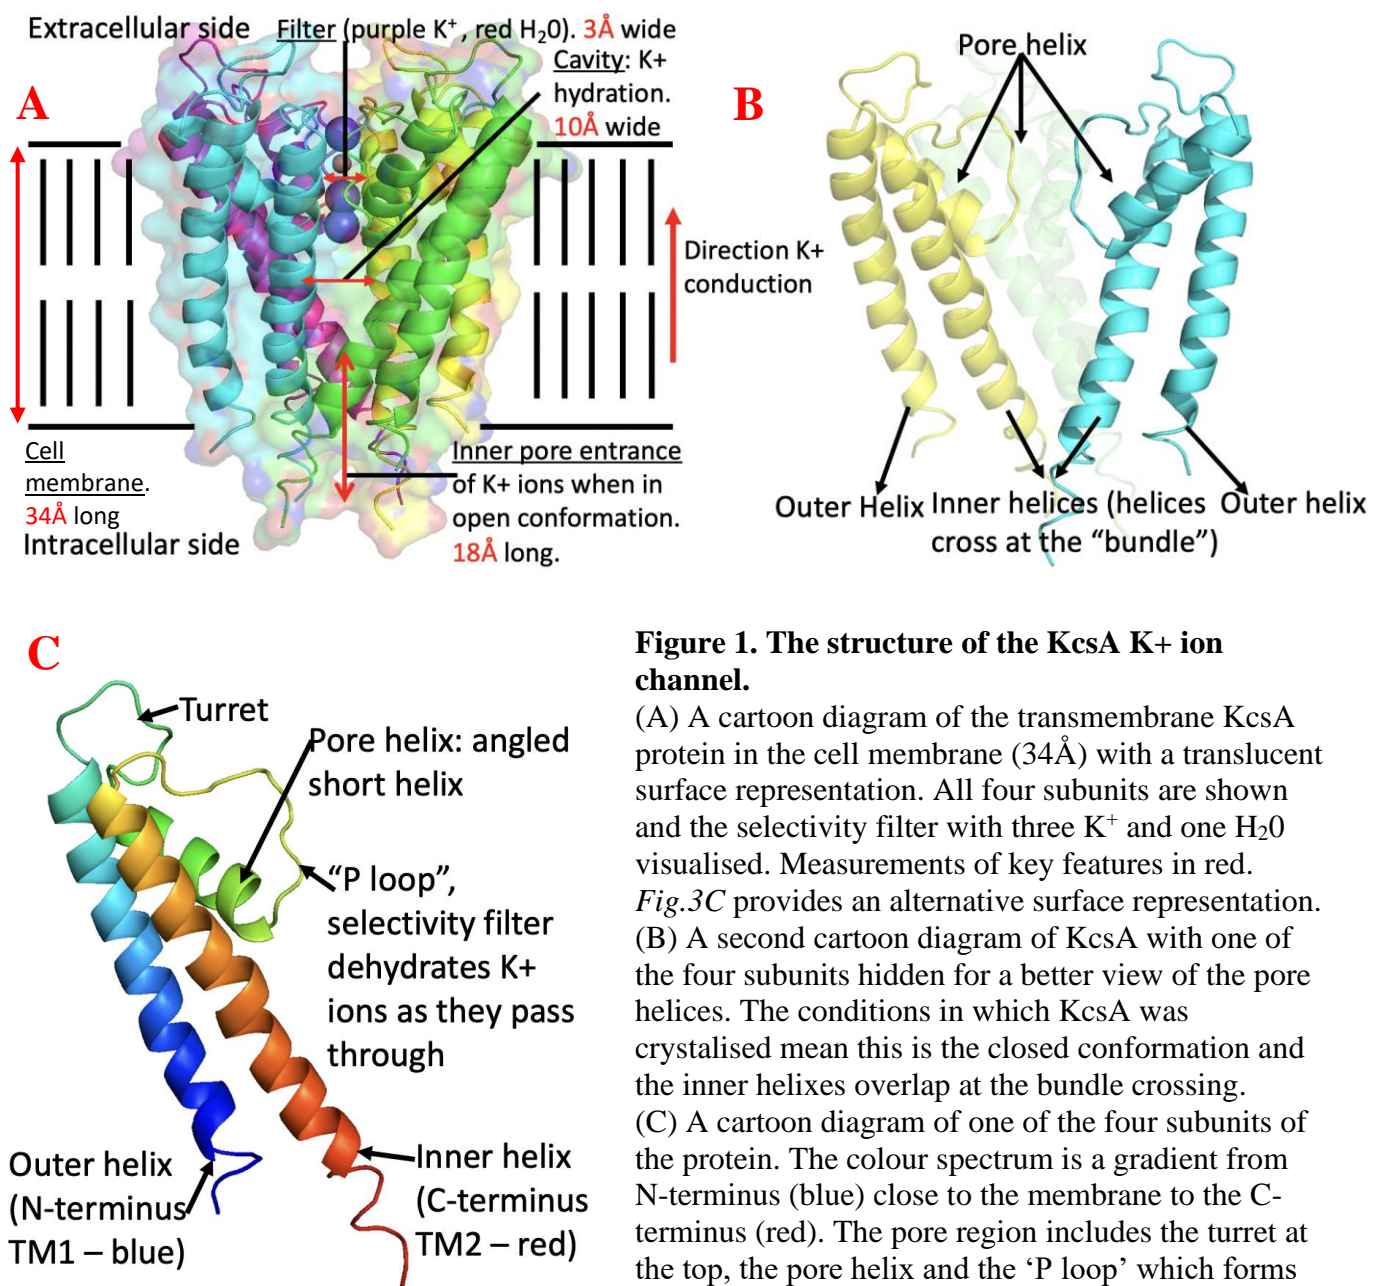 Extracellular side
Filter (purple K⁺, red H₂0). 3Å wide
Cavity: K+
hydration.
10Å wide
A
Direction K+
conduction
Cell
membrane.
34Å long
Intracellular side
Inner pore entrance
of K+ ions when in
open conformation.
18Å long.
B
Pore helix
Outer Helix
Inner helices (helices
cross at the “bundle”)
Outer helix
C
Turret
Pore helix: angled
short helix
“P loop”,
selectivity filter
dehydrates K+
ions as they pass
through
Outer helix
(N-terminus
TM1 – blue)
Inner helix
(C-terminus
TM2 – red)
Figure 1. The structure of the KcsA K+ ion
channel.
(A) A cartoon diagram of the transmembrane KcsA
protein in the cell membrane (34Å) with a translucent
surface representation. All four subunits are shown
and the selectivity filter with three K⁺ and one H₂0
visualised. Measurements of key features in red.
Fig.3C provides an alternative surface representation.
(B) A second cartoon diagram of KcsA with one of
the four subunits hidden for a better view of the pore
helices. The conditions in which KcsA was
crystalised mean this is the closed conformation and
the inner helixes overlap at the bundle crossing.
(C) A cartoon diagram of one of the four subunits of
the protein. The colour spectrum is a gradient from
N-terminus (blue) close to the membrane to the C-
terminus (red). The pore region includes the turret at
the top, the pore helix and the ‘P loop’ which forms